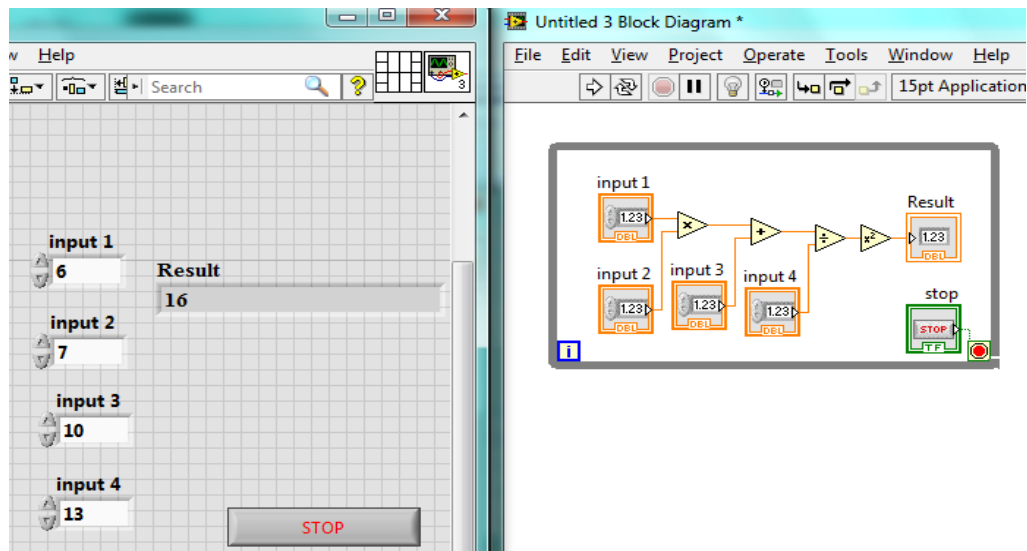 w Help
Search
?
3
input 1
6
Result
16
input 2
7
input 3
10
input 4
13
STOP
Untitled 3 Block Diagram *
File Edit View Project Operate Tools Window Help
15pt Application
input 1
1.23
DBL
×
+
÷
x²
Result
1.23
DBL
input 2
1.23
DBL
input 3
1.23
DBL
input 4
1.23
DBL
stop
STOP
TF
i